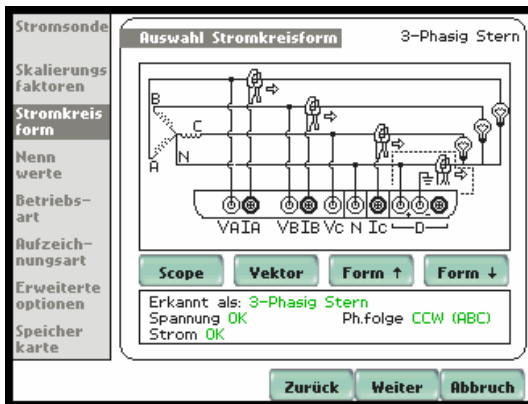 Stromsonde
Skalierungs
faktoren
Stromkreis
form
Nenn
werte
Betriebs-
art
Aufzeich-
nungsart
Erweiterte
optionen
Speicher
karte
Auswahl Stromkreisform
3-Phasig Stern
B
C
N
A
VA IA VB IB Vc N Ic D
Scope
Vektor
Form ↑
Form ↓
Erkannt als: 3-Phasig Stern
Spannung OK Ph.folge CCW (ABC)
Strom OK
Zurück
Weiter
Abbruch